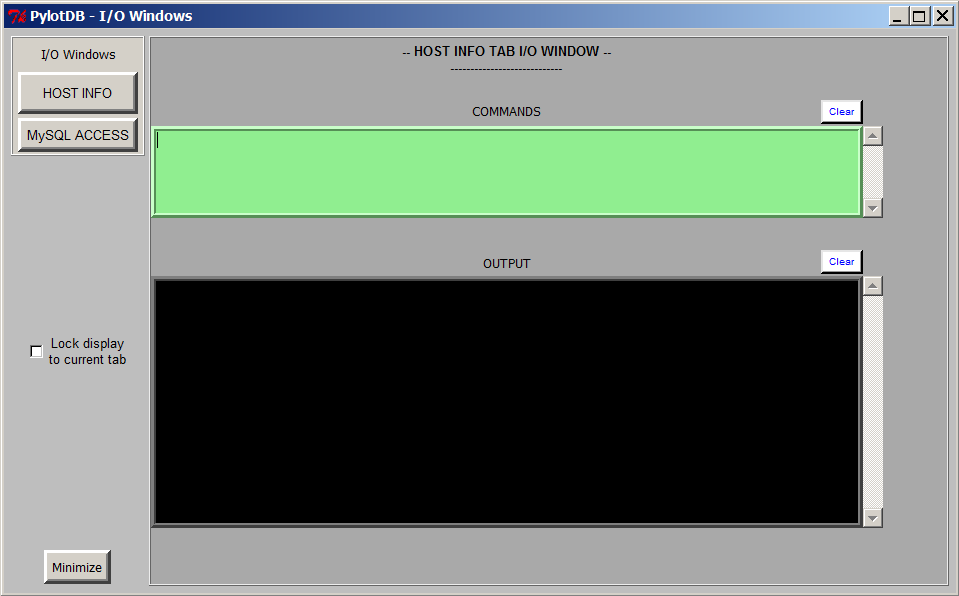 PylotDB - I/O Windows
I/O Windows
HOST INFO
MySQL ACCESS
-- HOST INFO TAB I/O WINDOW --
----------------------------
COMMANDS
Clear
OUTPUT
Clear
Lock display
to current tab
Minimize